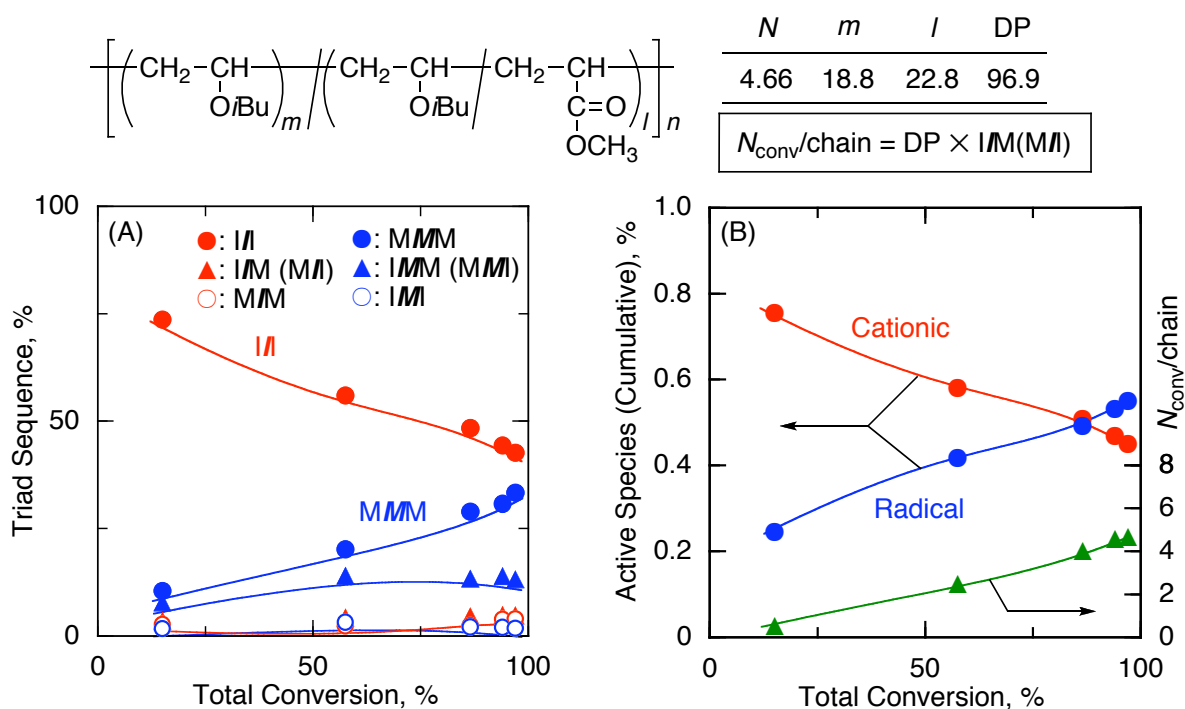 [(CH2–CH)m/(CH2–CH/CH2–CH)l]n
OiBu OiBu C=O
OCH3
N m l DP
4.66 18.8 22.8 96.9
Nconv/chain = DP × IIM(MII)
(A)
100
50
0
Triad Sequence, %
●: III ●: MMM
▲: IIM (MII) ▲: IMM (MMI)
○: MIM ○: IMI
III
MMM
0 50 100
Total Conversion, %
(B)
1.0
0.8
0.6
0.4
0.2
0
Active Species (Cumulative), %
Cationic
Radical
8
6
4
2
0
Nconv/chain
0 50 100
Total Conversion, %